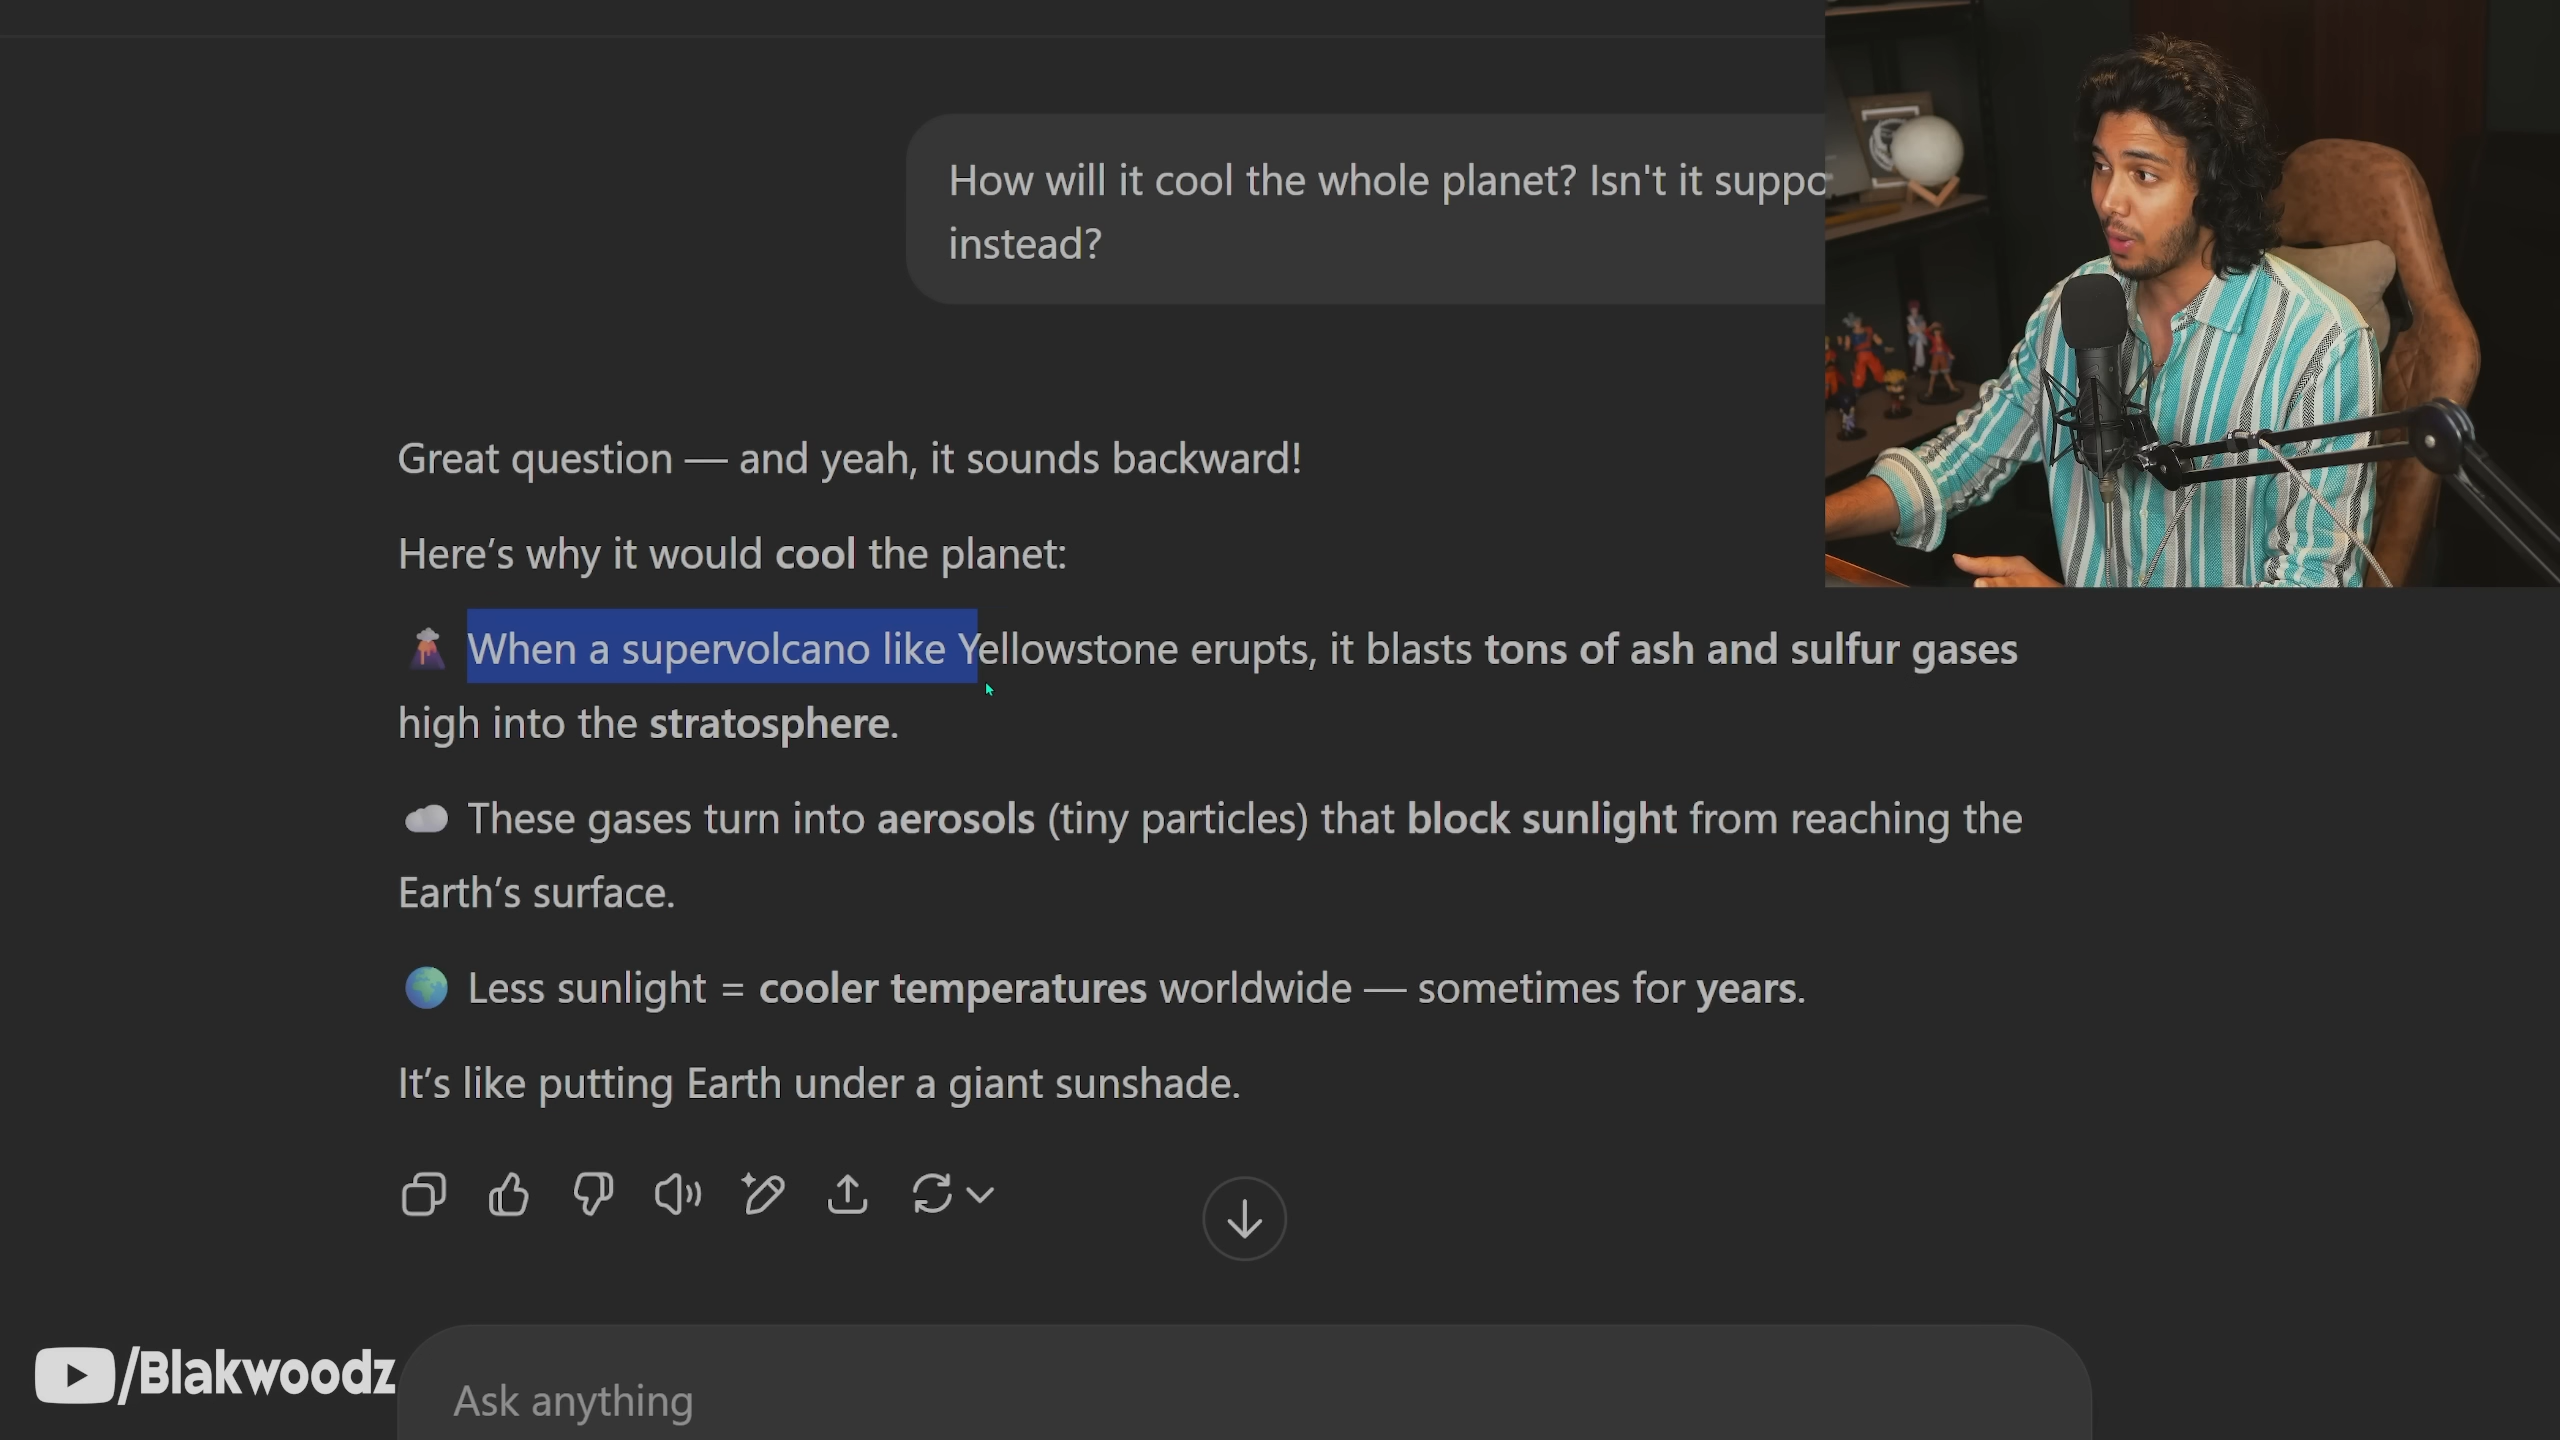 How will it cool the whole planet? Isn't it
instead?
Great question — and yeah, it sounds backward!
Here’s why it would cool the planet:
When a supervolcano like Yellowstone erupts, it blasts tons of ash and sulfur gases
high into the stratosphere.
These gases turn into aerosols (tiny particles) that block sunlight from reaching the
Earth’s surface.
Less sunlight = cooler temperatures worldwide — sometimes for years.
It’s like putting Earth under a giant sunshade.
/Blakwoodz
Ask anything